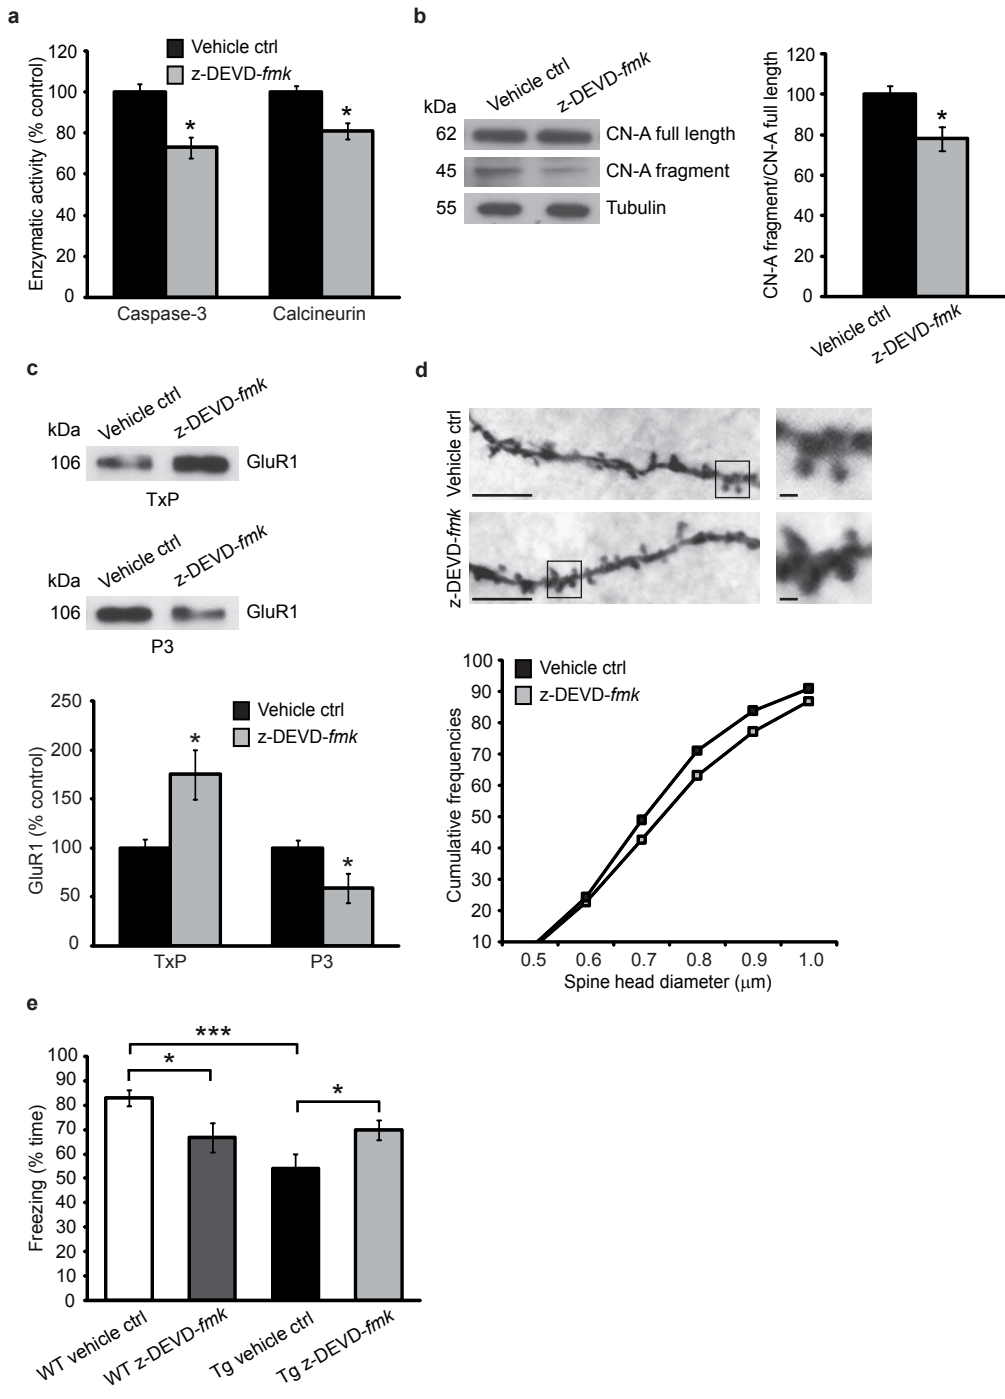 a
Enzymatic activity (% control)
120
100
80
60
40
20
0
Vehicle ctrl
z-DEVD-fmk
*
*
Caspase-3
Calcineurin
b
kDa
Vehicle ctrl
z-DEVD-fmk
62
CN-A full length
45
CN-A fragment
55
Tubulin
CN-A fragment/CN-A full length
120
100
80
60
40
20
0
*
Vehicle ctrl
z-DEVD-fmk
c
kDa
Vehicle ctrl
z-DEVD-fmk
106
GluR1
TxP
kDa
Vehicle ctrl
z-DEVD-fmk
106
GluR1
P3
GluR1 (% control)
250
200
150
100
50
0
Vehicle ctrl
z-DEVD-fmk
*
*
TxP
P3
d
Vehicle ctrl
z-DEVD-fmk
Cumulative frequencies
100
90
80
70
60
50
40
30
20
10
Vehicle ctrl
z-DEVD-fmk
0.5 0.6 0.7 0.8 0.9 1.0
Spine head diameter (μm)
e
Freezing (% time)
100
90
80
70
60
50
40
30
20
10
0
***
*
*
WT vehicle ctrl
WT z-DEVD-fmk
Tg vehicle ctrl
Tg z-DEVD-fmk